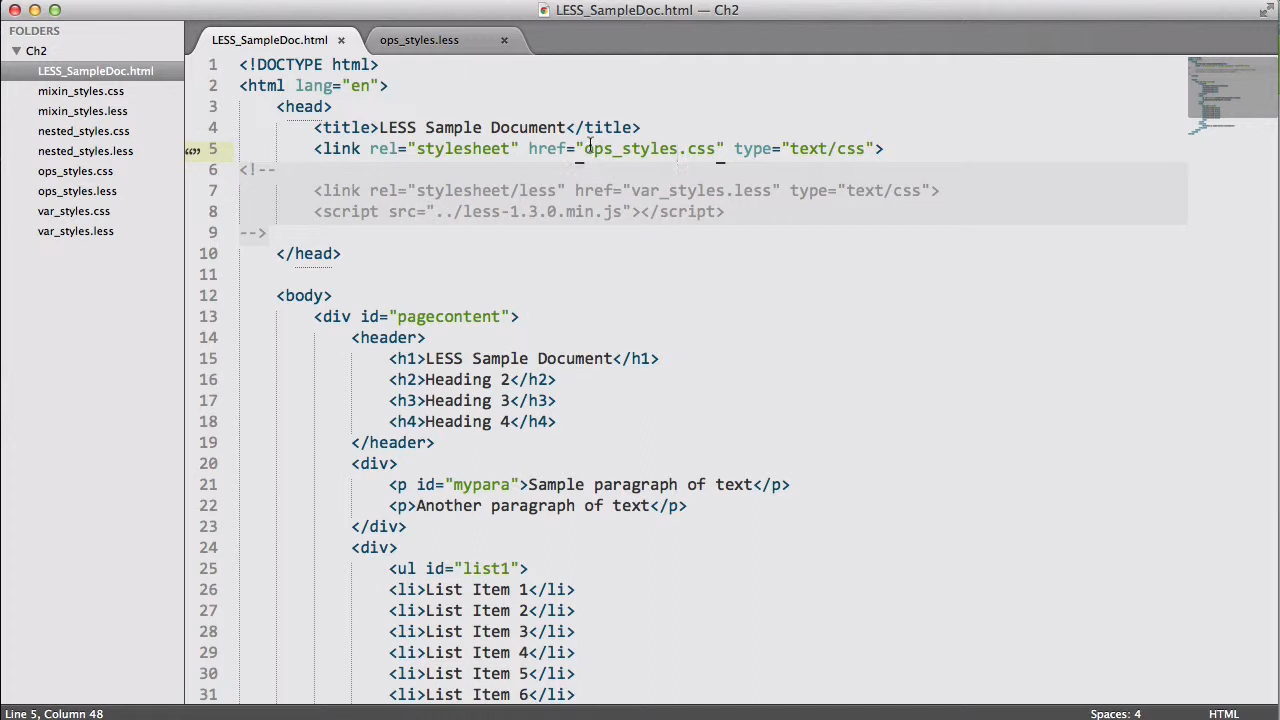 LESS_SampleDoc.html — Ch2
FOLDERS
Ch2
LESS_SampleDoc.html
mixin_styles.css
mixin_styles.less
nested_styles.css
nested_styles.less
ops_styles.css
ops_styles.less
var_styles.css
var_styles.less
LESS_SampleDoc.html ×
ops_styles.less ×
1 <!DOCTYPE html>
2 <html lang="en">
3 <head>
4 <title>LESS Sample Document</title>
5 <link rel="stylesheet" href="ops_styles.css" type="text/css">
6 <!--
7 <link rel="stylesheet/less" href="var_styles.less" type="text/css">
8 <script src="../less-1.3.0.min.js"></script>
9 -->
10 </head>
11
12 <body>
13 <div id="pagecontent">
14 <header>
15 <h1>LESS Sample Document</h1>
16 <h2>Heading 2</h2>
17 <h3>Heading 3</h3>
18 <h4>Heading 4</h4>
19 </header>
20 <div>
21 <p id="mypara">Sample paragraph of text</p>
22 <p>Another paragraph of text</p>
23 </div>
24 <div>
25 <ul id="list1">
26 <li>List Item 1</li>
27 <li>List Item 2</li>
28 <li>List Item 3</li>
29 <li>List Item 4</li>
30 <li>List Item 5</li>
31 <li>List Item 6</li>
Line 5, Column 48
Spaces: 4
HTML